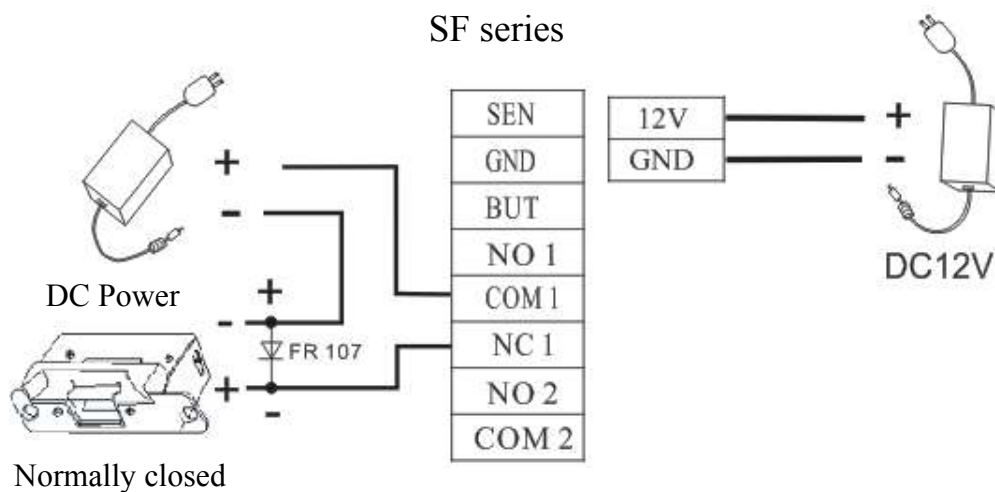 SF series
SEN
GND
BUT
NO 1
COM 1
NC 1
NO 2
COM 2
12V
GND
+
-
DC12V
+
-
DC Power
+
-
FR 107
+
-
Normally closed